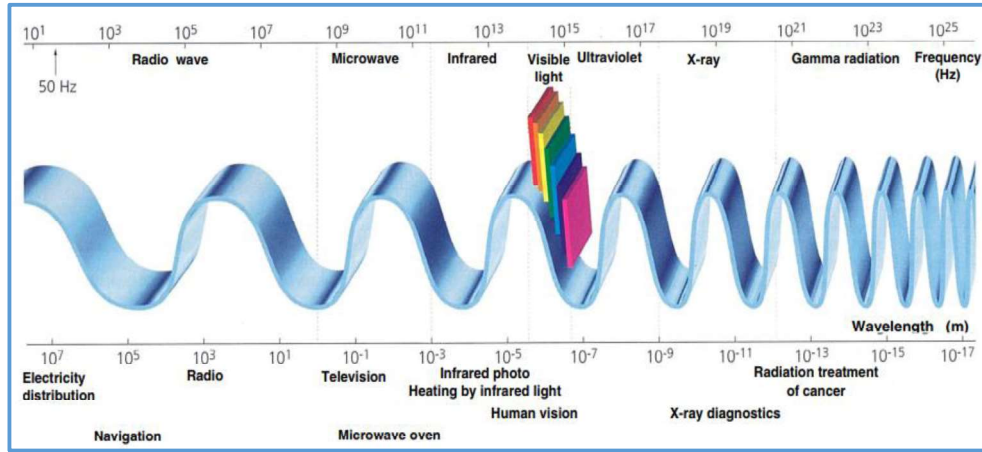 10¹ 10³ 10⁵ 10⁷ 10⁹ 10¹¹ 10¹³ 10¹⁵ 10¹⁷ 10¹⁹ 10²¹ 10²³ 10²⁵
Radio wave Microwave Infrared Visible light Ultraviolet X-ray Gamma radiation Frequency (Hz)
50 Hz
Wavelength (m)
10⁷ 10⁵ 10³ 10¹ 10⁻¹ 10⁻³ 10⁻⁵ 10⁻⁷ 10⁻⁹ 10⁻¹¹ 10⁻¹³ 10⁻¹⁵ 10⁻¹⁷
Electricity distribution Radio Television Infrared photo Radiation treatment of cancer
Heating by infrared light
Human vision X-ray diagnostics
Navigation Microwave oven